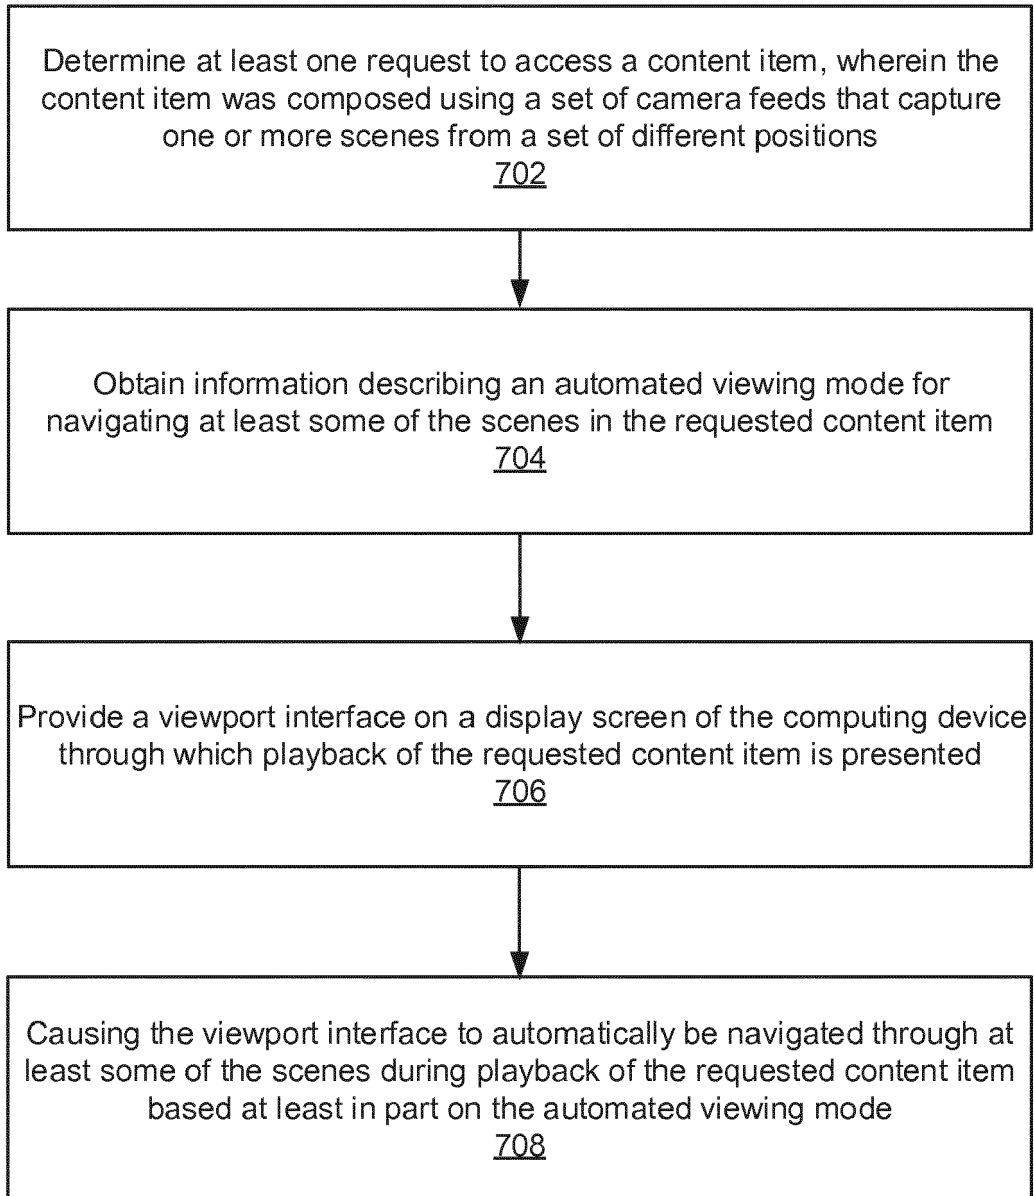 Determine at least one request to access a content item, wherein the
content item was composed using a set of camera feeds that capture
one or more scenes from a set of different positions
702
Obtain information describing an automated viewing mode for
navigating at least some of the scenes in the requested content item
704
Provide a viewport interface on a display screen of the computing device
through which playback of the requested content item is presented
706
Causing the viewport interface to automatically be navigated through at
least some of the scenes during playback of the requested content item
based at least in part on the automated viewing mode
708